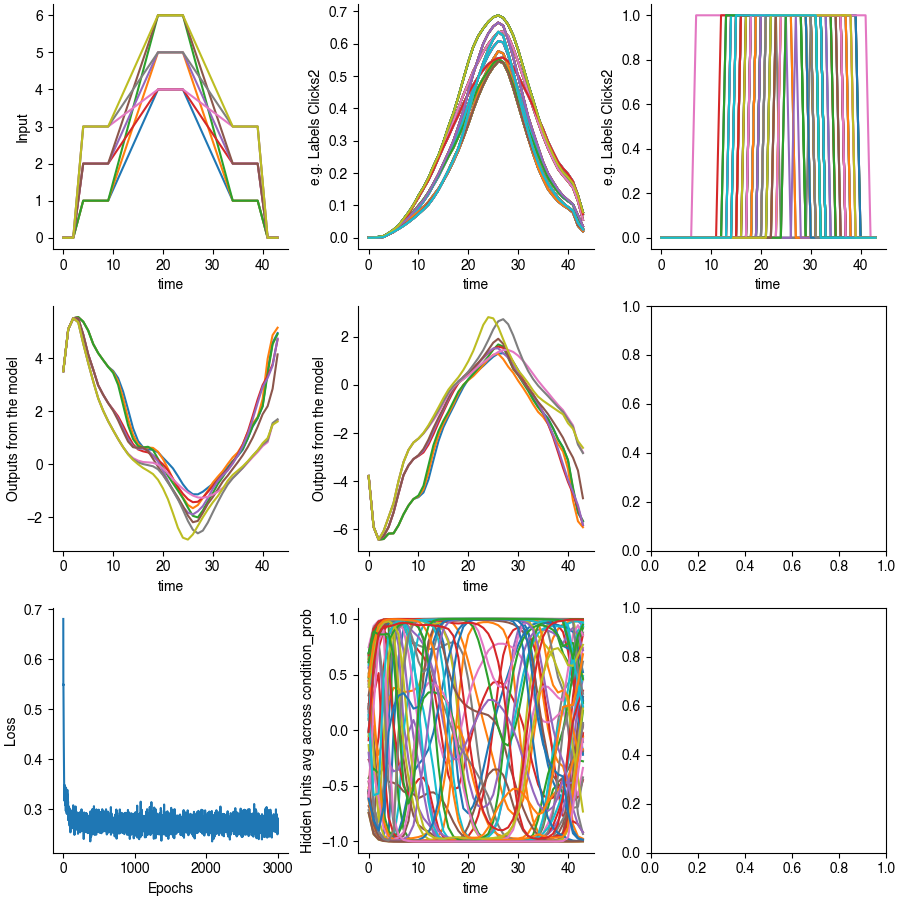 Input
6
5
4
3
2
1
0
0 10 20 30 40
time
e.g. Labels Clicks2
0.7
0.6
0.5
0.4
0.3
0.2
0.1
0.0
0 10 20 30 40
time
e.g. Labels Clicks2
1.0
0.8
0.6
0.4
0.2
0.0
0 10 20 30 40
time
Outputs from the model
4
2
0
−2
0 10 20 30 40
time
Outputs from the model
2
0
−2
−4
−6
0 10 20 30 40
time
1.0
0.8
0.6
0.4
0.2
0.0
0.0 0.2 0.4 0.6 0.8 1.0
Loss
0.7
0.6
0.5
0.4
0.3
0 1000 2000 3000
Epochs
Hidden Units avg across condition_prob
1.0
0.5
0.0
−0.5
−1.0
0 10 20 30 40
time
1.0
0.8
0.6
0.4
0.2
0.0
0.0 0.2 0.4 0.6 0.8 1.0